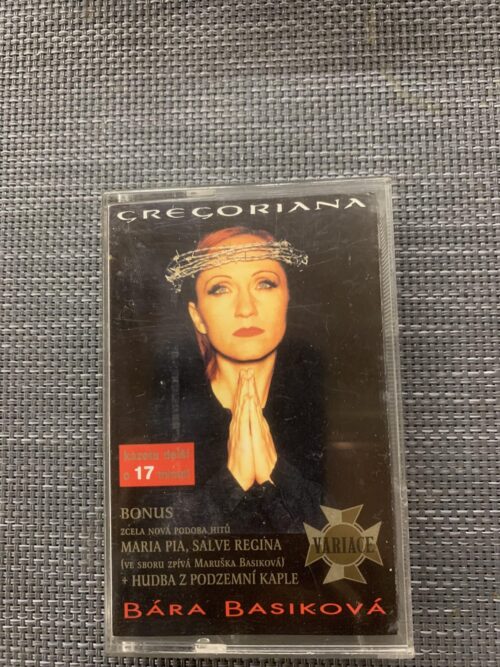 GREGORIANA
kazeta delší
o 17 minut
BONUS
ZCELA NOVÁ PODOBA HITŮ
MARIA PIA, SALVE REGINA
(VE SBORU ZPÍVÁ MARUŠKA BASIKOVÁ)
+ HUDBA Z PODZEMNÍ KAPLE
VARIACE
BÁRA BASIKOVÁ